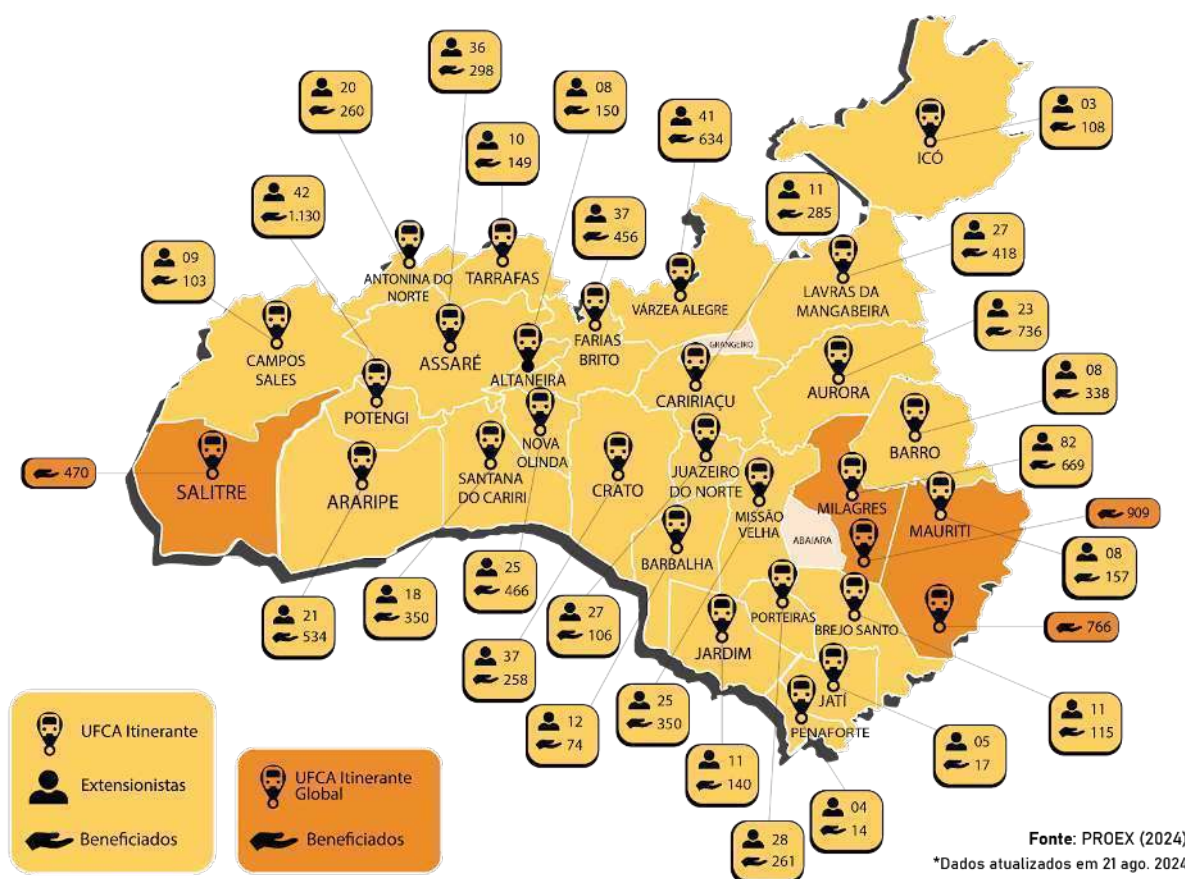 36
298
20
260
08
150
41
634
03
108
10
149
ICÓ
42
1.130
11
285
37
456
27
418
09
103
ANTONINA DO
NORTE
TARRAFAS
VÁRZEA ALEGRE
LAVRAS DA
MANGABEIRA
23
736
CAMPOS
SALES
ASSARÉ
FARIAS
BRITO
GRANGEIRO
ALTANEIRA
CARIRIAÇU
AURORA
08
338
POTENGI
NOVA
OLINDA
BARRO
82
669
470
SALITRE
ARARIPE
SANTANA
DO CARIRI
CRATO
JUAZEIRO
DO NORTE
MISSÃO
VELHA
MILAGRES
MAURITI
909
ABAIARA
BARBALHA
08
157
21
534
18
350
25
466
27
106
PORTEIRAS
BREJO SANTO
766
JARDIM
37
258
JATÍ
PENAFORTE
12
74
25
350
11
115
05
17
11
140
04
14
28
261
UFCA Itinerante
Extensionistas
Beneficiados
UFCA Itinerante
Global
Beneficiados
Fonte: PROEX (2024)
*Dados atualizados em 21 ago. 2024